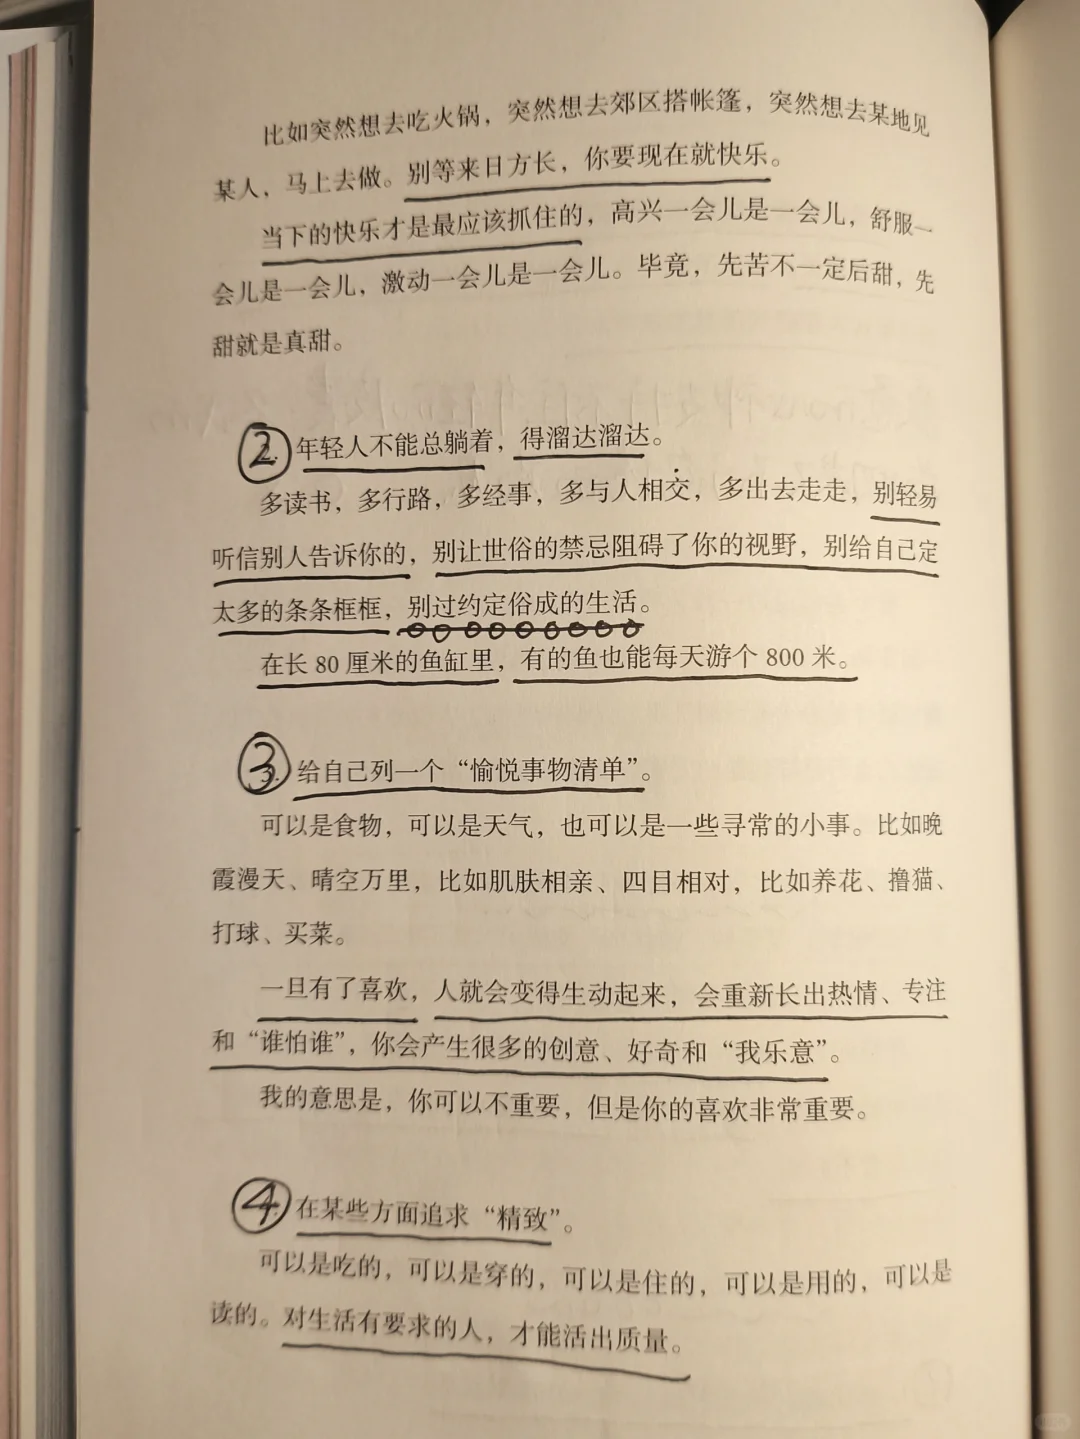 比如突然想去吃火锅，突然想去郊区搭帐篷，突然想去某地见
某人，马上去做。别等来日方长，你要现在就快乐。
当下的快乐才是最应该抓住的，高兴一会儿是一会儿，舒服一
会儿是一会儿，激动一会儿是一会儿。毕竟，先苦不一定后甜，先
甜就是真甜。
2. 年轻人不能总躺着，得溜达溜达。
多读书，多行路，多经事，多与人相交，多出去走走，别轻易
听信别人告诉你的，别让世俗的禁忌阻碍了你的视野，别给自己定
太多的条条框框，别过约定俗成的生活。
在长 80 厘米的鱼缸里，有的鱼也能每天游个 800 米。
3. 给自己列一个“愉悦事物清单”。
可以是食物，可以是天气，也可以是一些寻常的小事。比如晚
霞漫天、晴空万里，比如肌肤相亲、四目相对，比如养花、撸猫、
打球、买菜。
一旦有了喜欢，人就会变得生动起来，会重新长出热情、专注
和“谁怕谁”，你会产生很多的创意、好奇和“我乐意”。
我的意思是，你可以不重要，但是你的喜欢非常重要。
4. 在某些方面追求“精致”。
可以是吃的，可以是穿的，可以是住的，可以是用的，可以是
读的。对生活有要求的人，才能活出质量。